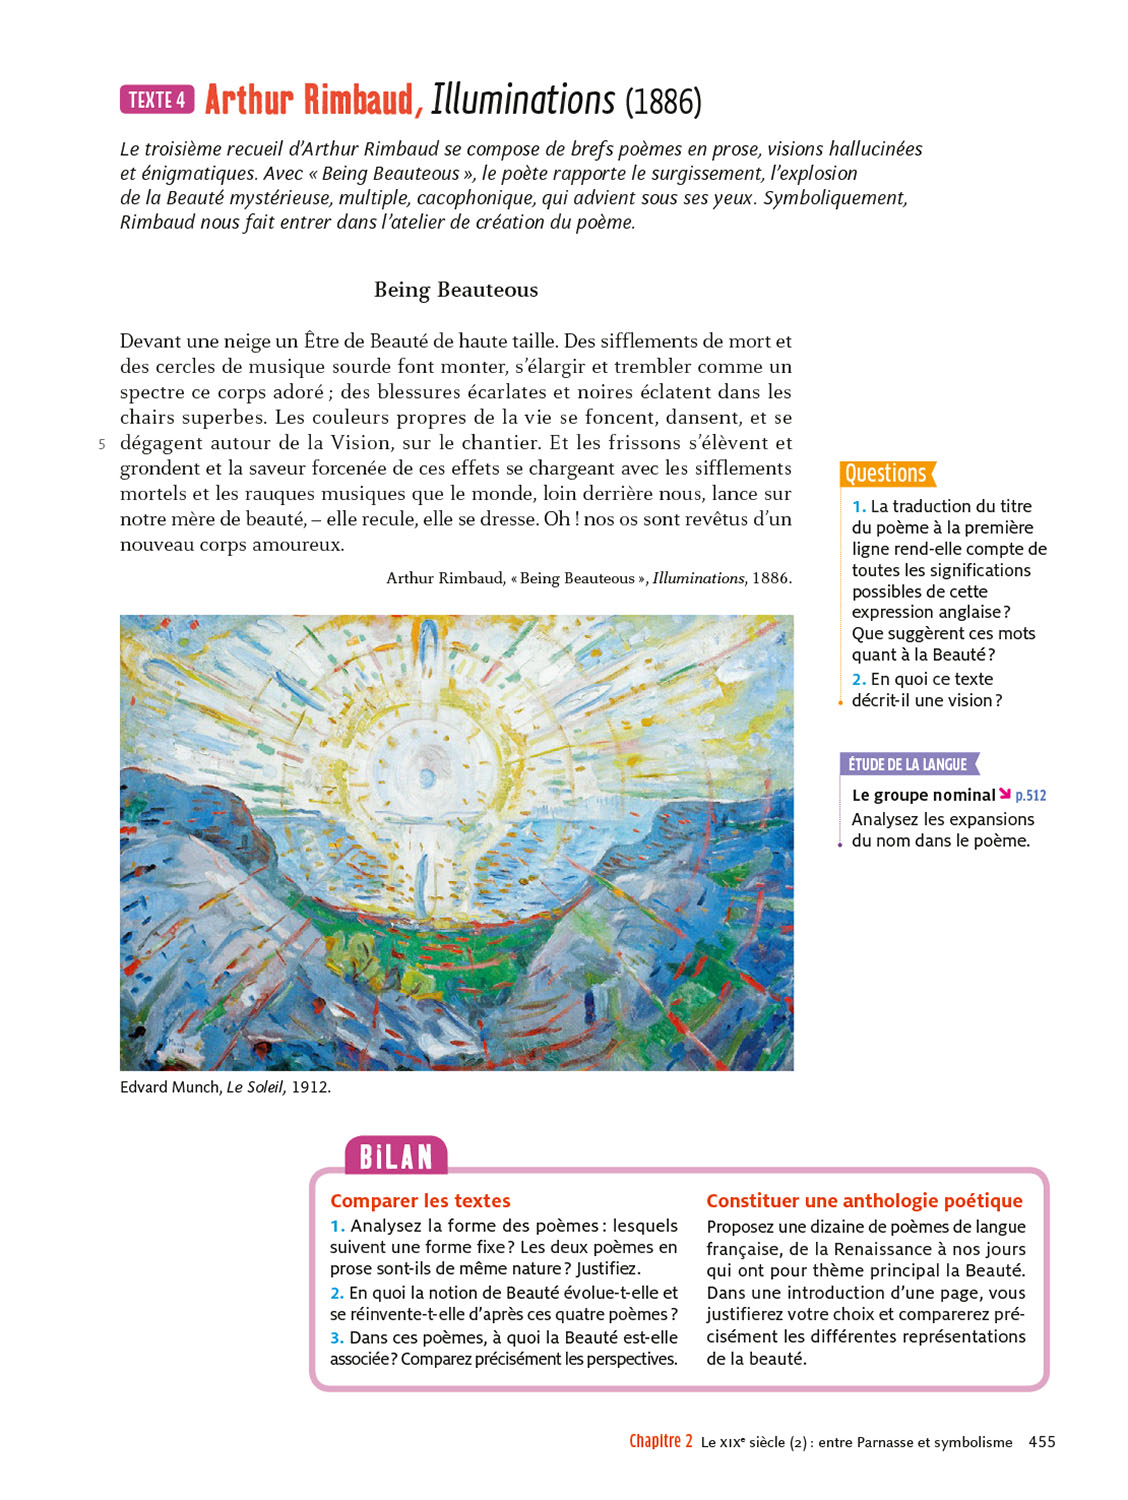 TEXTE 4 Arthur Rimbaud, Illuminations (1886)
Le troisième recueil d’Arthur Rimbaud se compose de brefs poèmes en prose, visions hallucinées
et énigmatiques. Avec « Being Beauteous », le poète rapporte le surgissement, l’explosion
de la Beauté mystérieuse, multiple, cacophonique, qui advient sous ses yeux. Symboliquement,
Rimbaud nous fait entrer dans l’atelier de création du poème.
Being Beauteous
Devant une neige un Être de Beauté de haute taille. Des sifflements de mort et
des cercles de musique sourde font monter, s’élargir et trembler comme un
spectre ce corps adoré ; des blessures écarlates et noires éclatent dans les
chairs superbes. Les couleurs propres de la vie se foncent, dansent, et se
5 dégagent autour de la Vision, sur le chantier. Et les frissons s’élèvent et
grondent et la saveur forcenée de ces effets se chargeant avec les sifflements
mortels et les rauques musiques que le monde, loin derrière nous, lance sur
notre mère de beauté, – elle recule, elle se dresse. Oh ! nos os sont revêtus d’un
nouveau corps amoureux.
Arthur Rimbaud, « Being Beauteous », Illuminations, 1886.
Edvard Munch, Le Soleil, 1912.
Questions
1. La traduction du titre
du poème à la première
ligne rend-elle compte de
toutes les significations
possibles de cette
expression anglaise ?
Que suggèrent ces mots
quant à la Beauté ?
2. En quoi ce texte
décrit-il une vision ?
ÉTUDE DE LA LANGUE
Le groupe nominal ➘ p.512
Analysez les expansions
du nom dans le poème.
BiLAN
Comparer les textes
1. Analysez la forme des poèmes : lesquels
suivent une forme fixe ? Les deux poèmes en
prose sont-ils de même nature ? Justifiez.
2. En quoi la notion de Beauté évolue-t-elle et
se réinvente-t-elle d’après ces quatre poèmes ?
3. Dans ces poèmes, à quoi la Beauté est-elle
associée ? Comparez précisément les perspectives.
Constituer une anthologie poétique
Proposez une dizaine de poèmes de langue
française, de la Renaissance à nos jours
qui ont pour thème principal la Beauté.
Dans une introduction d’une page, vous
justifierez votre choix et comparerez pré-
cisément les différentes représentations
de la beauté.
Chapitre 2 Le XIXe siècle (2) : entre Parnasse et symbolisme 455